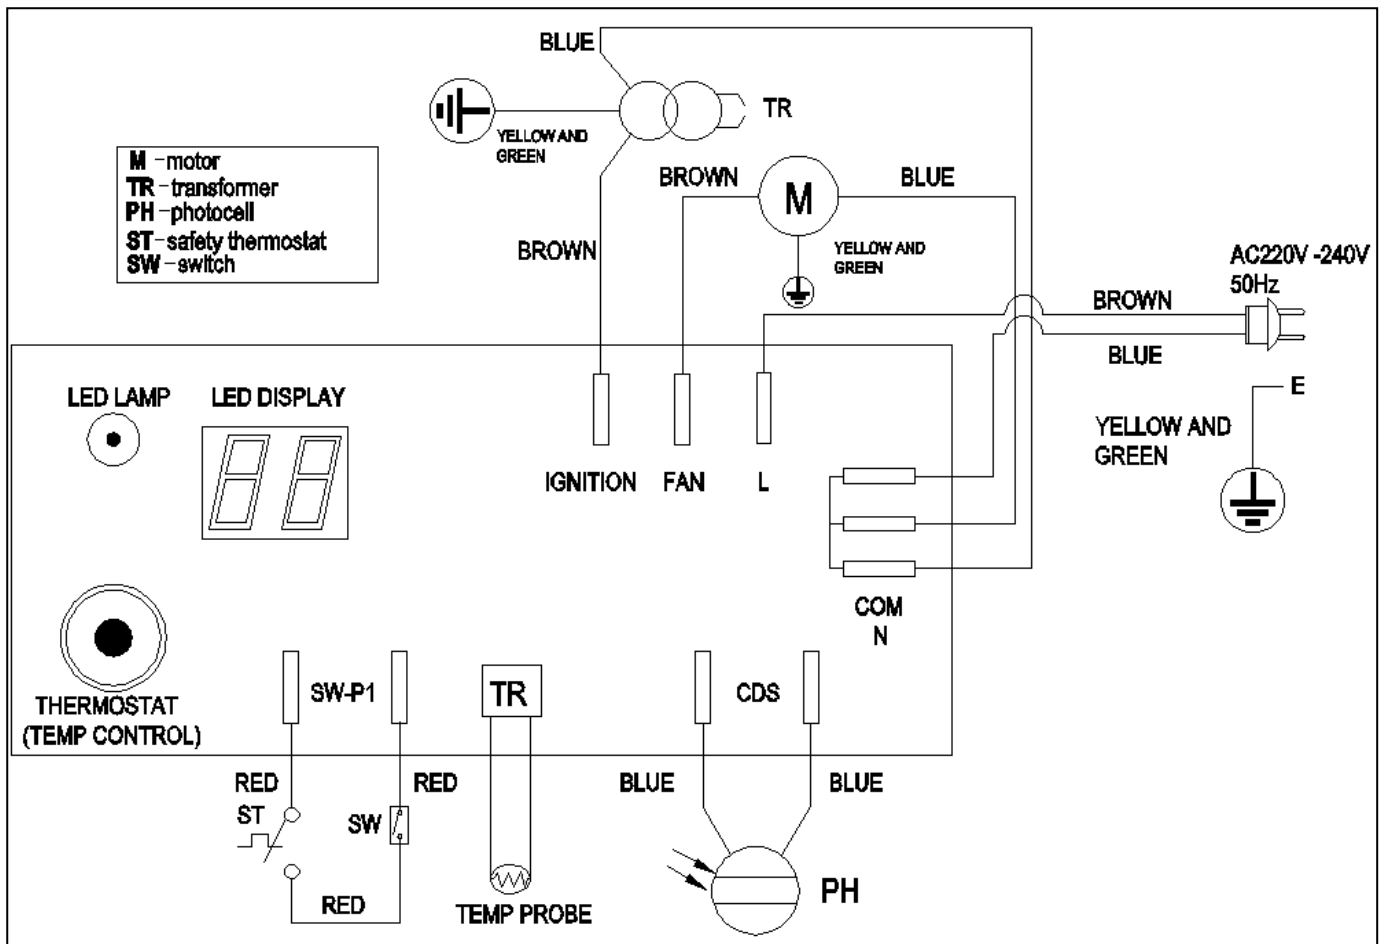 BLUE
TR
YELLOW AND
GREEN
M - motor
TR - transformer
PH - photocell
ST - safety thermostat
SW - switch
BROWN
M
BLUE
BROWN
YELLOW AND
GREEN
AC220V -240V
50Hz
BROWN
BLUE
E
YELLOW AND
GREEN
LED LAMP
LED DISPLAY
IGNITION
FAN
L
COM
N
THERMOSTAT
(TEMP CONTROL)
SW-P1
TR
CDS
RED
RED
BLUE
BLUE
ST
SW
RED
TEMP PROBE
PH